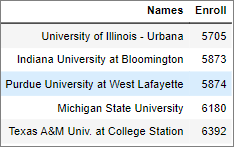 Names Enroll
University of Illinois - Urbana 5705
Indiana University at Bloomington 5873
Purdue University at West Lafayette 5874
Michigan State University 6180
Texas A&M Univ. at College Station 6392